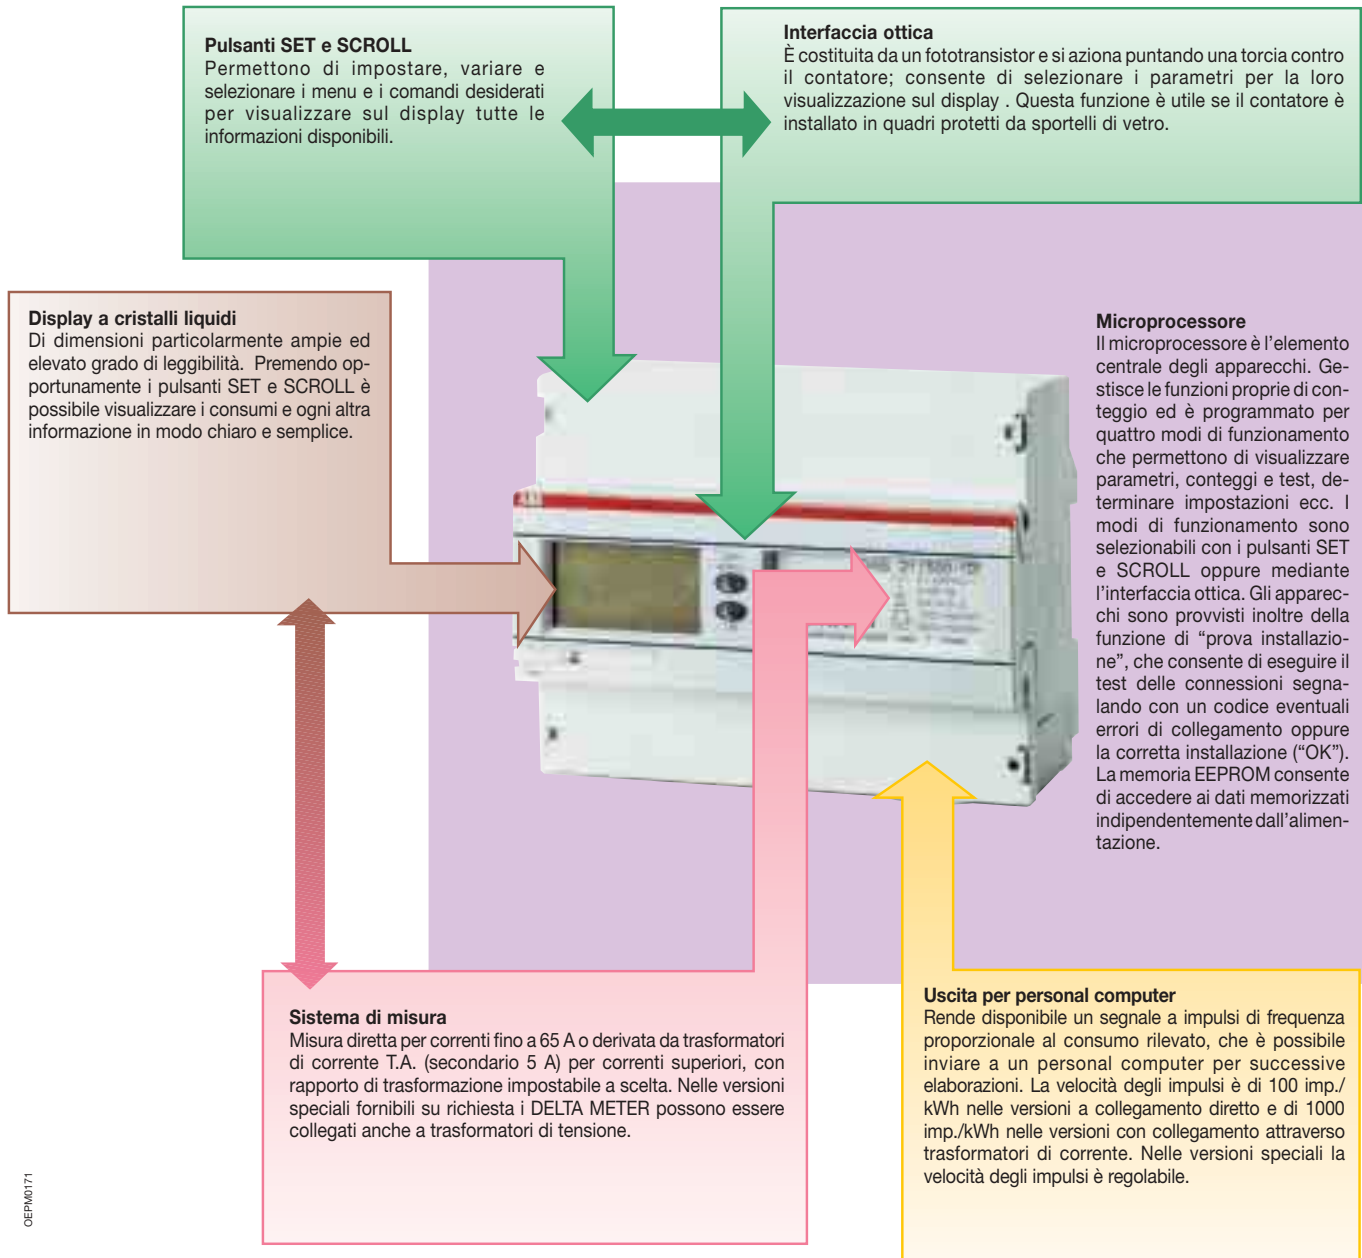 Pulsanti SET e SCROLL
Permettono di impostare, variare e
selezionare i menu e i comandi desiderati
per visualizzare sul display tutte le
informazioni disponibili.
Interfaccia ottica
È costituita da un fototransistor e si aziona puntando una torcia contro
il contatore; consente di selezionare i parametri per la loro
visualizzazione sul display . Questa funzione è utile se il contatore è
installato in quadri protetti da sportelli di vetro.
Display a cristalli liquidi
Di dimensioni particolarmente ampie ed
elevato grado di leggibilità. Premendo op-
portunamente i pulsanti SET e SCROLL è
possibile visualizzare i consumi e ogni altra
informazione in modo chiaro e semplice.
Microprocessore
Il microprocessore è l'elemento
centrale degli apparecchi. Ge-
stisce le funzioni proprie di con-
teggio ed è programmato per
quattro modi di funzionamento
che permettono di visualizzare
parametri, conteggi e test, de-
terminare impostazioni ecc. I
modi di funzionamento sono
selezionabili con i pulsanti SET
e SCROLL oppure mediante
l'interfaccia ottica. Gli apparec-
chi sono provvisti inoltre della
funzione di “prova installazio-
ne”, che consente di eseguire il
test delle connessioni segna-
lando con un codice eventuali
errori di collegamento oppure
la corretta installazione (“OK”).
La memoria EEPROM consente
di accedere ai dati memorizzati
indipendentemente dall'alimen-
tazione.
Sistema di misura
Misura diretta per correnti fino a 65 A o derivata da trasformatori
di corrente T.A. (secondario 5 A) per correnti superiori, con
rapporto di trasformazione impostabile a scelta. Nelle versioni
speciali fornibili su richiesta i DELTA METER possono essere
collegati anche a trasformatori di tensione.
Uscita per personal computer
Rende disponibile un segnale a impulsi di frequenza
proporzionale al consumo rilevato, che è possibile
inviare a un personal computer per successive
elaborazioni. La velocità degli impulsi è di 100 imp./
kWh nelle versioni a collegamento diretto e di 1000
imp./kWh nelle versioni con collegamento attraverso
trasformatori di corrente. Nelle versioni speciali la
velocità degli impulsi è regolabile.
OEPM0171